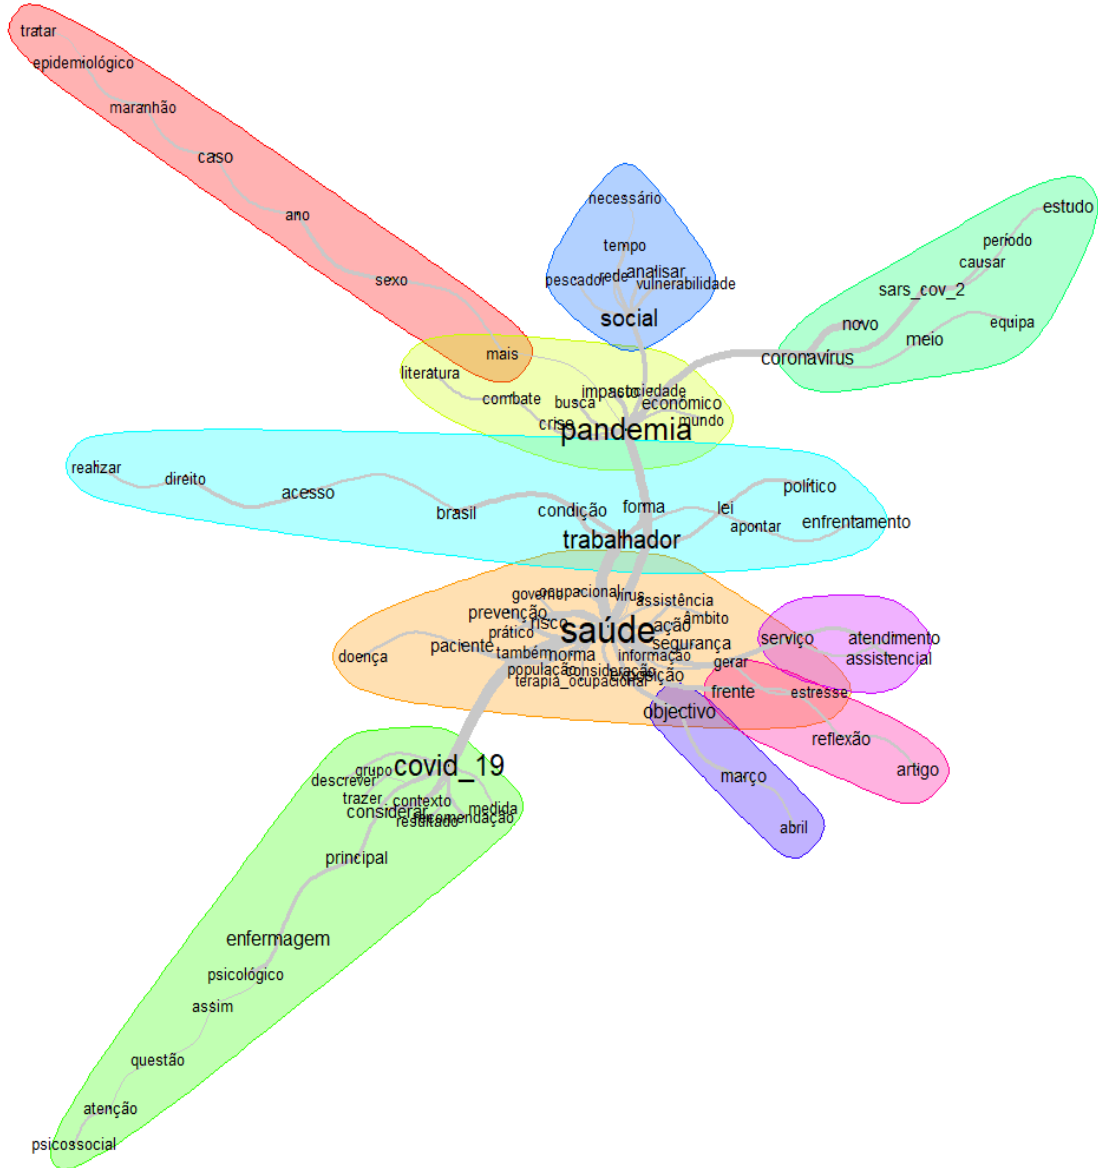 tratar
epidemiológico
maranhão
caso
ano
sexo
mais
necessário
tempo
pescador
rede
analisar
vulnerabilidade
social
estudo
período
causar
sars_cov_2
novo
equipa
meio
coronavírus
literatura
combate
busca
impacto
sociedade
econômico
mundo
crise
pandemia
realizar
direito
acesso
brasil
condição
forma
lei
político
apontar
enfrentamento
trabalhador
governo
ocupacional
vírus
assistência
prevenção
risco
prático
saúde
ação
âmbito
segurança
doença
paciente
também
norma
informação
gerar
população
consideração
terapia_ocupacional
exposição
serviço
atendimento
assistencial
frente
estresse
objectivo
reflexão
artigo
março
abril
covid_19
grupo
descrever
trazer
contexto
considerar
medida
resultado
recomendação
principal
enfermagem
psicológico
assim
questão
atenção
psicossocial